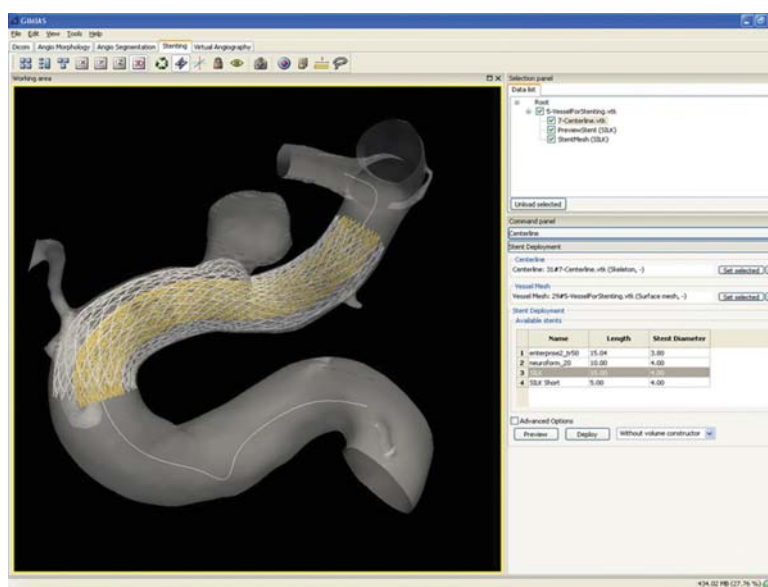 GIMIAS
File Edit View Tools Help
Dicom Angio Morphology Angio Segmentation Stenting Virtual Angiography
Working area
Selection panel
Data list
Root
5-VesselForStenting.vtk
7-Centerline.vtk
PreviewStent (SILK)
StentMesh (SILK)
Unload selected
Command panel
Centerline
Stent Deployment
Centerline
Centerline: 31#7-Centerline.vtk (Skeleton, -) Set selected
Vessel Mesh
Vessel Mesh: 29#5-VesselForStenting.vtk (Surface mesh, -) Set selected
Stent Deployment
Available stents
Name Length Stent Diameter
1 enterprise2_tr50 15.04 3.80
2 neuroform_20 10.00 4.00
3 SILK 15.00 4.00
4 SILK Short 5.00 4.00
Advanced Options
Preview Deploy Without volume constructor
434.02 MB (27.76 %)